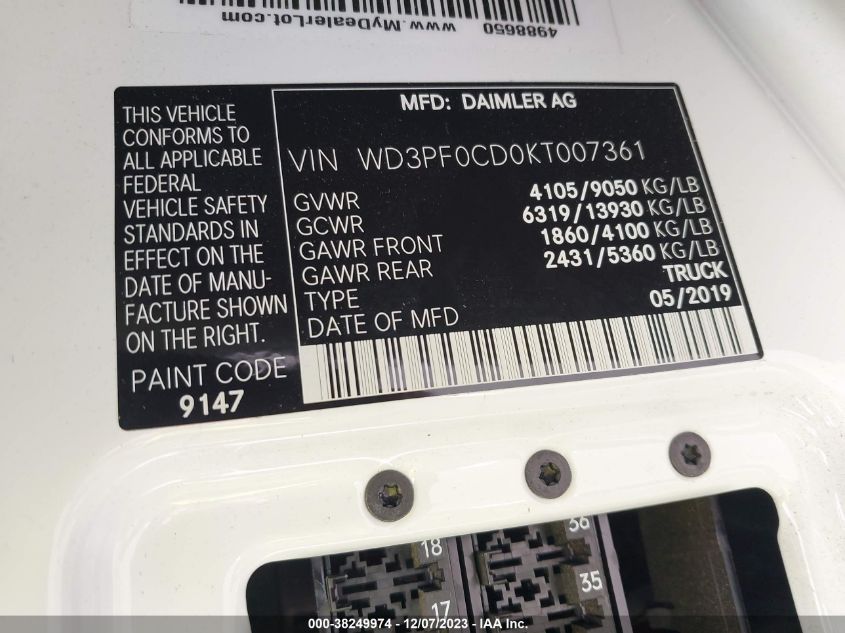 4988650 www.MyDealerLot.com
MFD: DAIMLER AG
THIS VEHICLE
CONFORMS TO
ALL APPLICABLE
FEDERAL
VEHICLE SAFETY
STANDARDS IN
EFFECT ON THE
DATE OF MANU-
FACTURE SHOWN
ON THE RIGHT.
PAINT CODE
9147
VIN WD3PF0CD0KT007361
GVWR 4105/9050 KG/LB
GCWR 6319/13930 KG/LB
GAWR FRONT 1860/4100 KG/LB
GAWR REAR 2431/5360 KG/LB
TYPE TRUCK
DATE OF MFD 05/2019
18 36
17 35
000-38249974 - 12/07/2023 - IAA Inc.